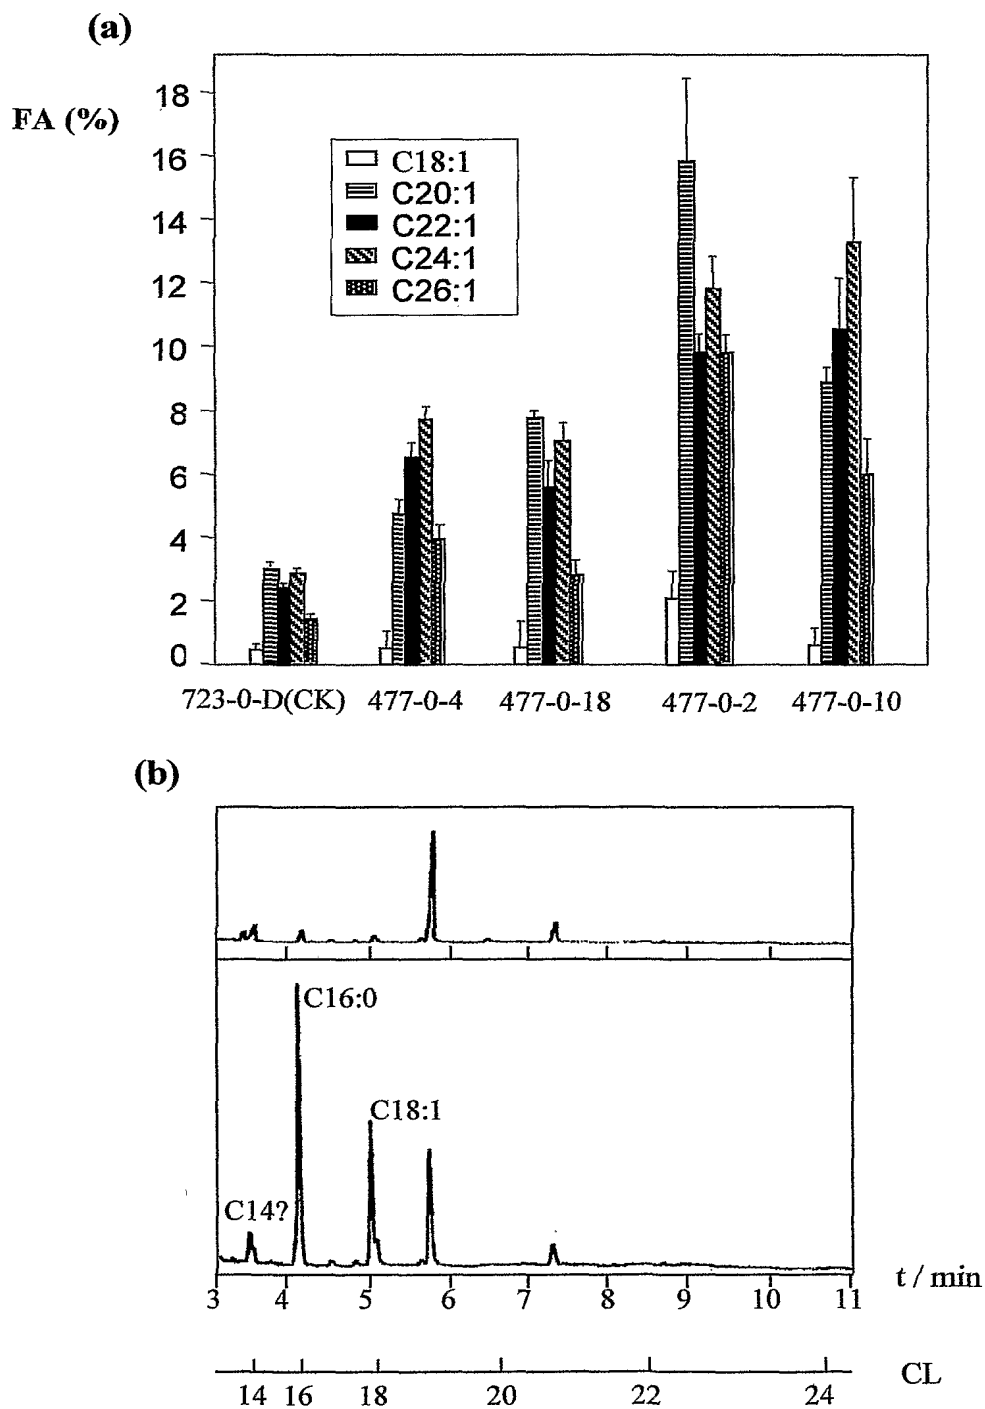 (a)
FA (%)
18
16
14
12
10
8
6
4
2
0
C18:1
C20:1
C22:1
C24:1
C26:1
723-0-D(CK) 477-0-4 477-0-18 477-0-2 477-0-10
(b)
C16:0
C18:1
C14?
3 4 5 6 7 8 9 10 11
t / min
14 16 18 20 22 24
CL